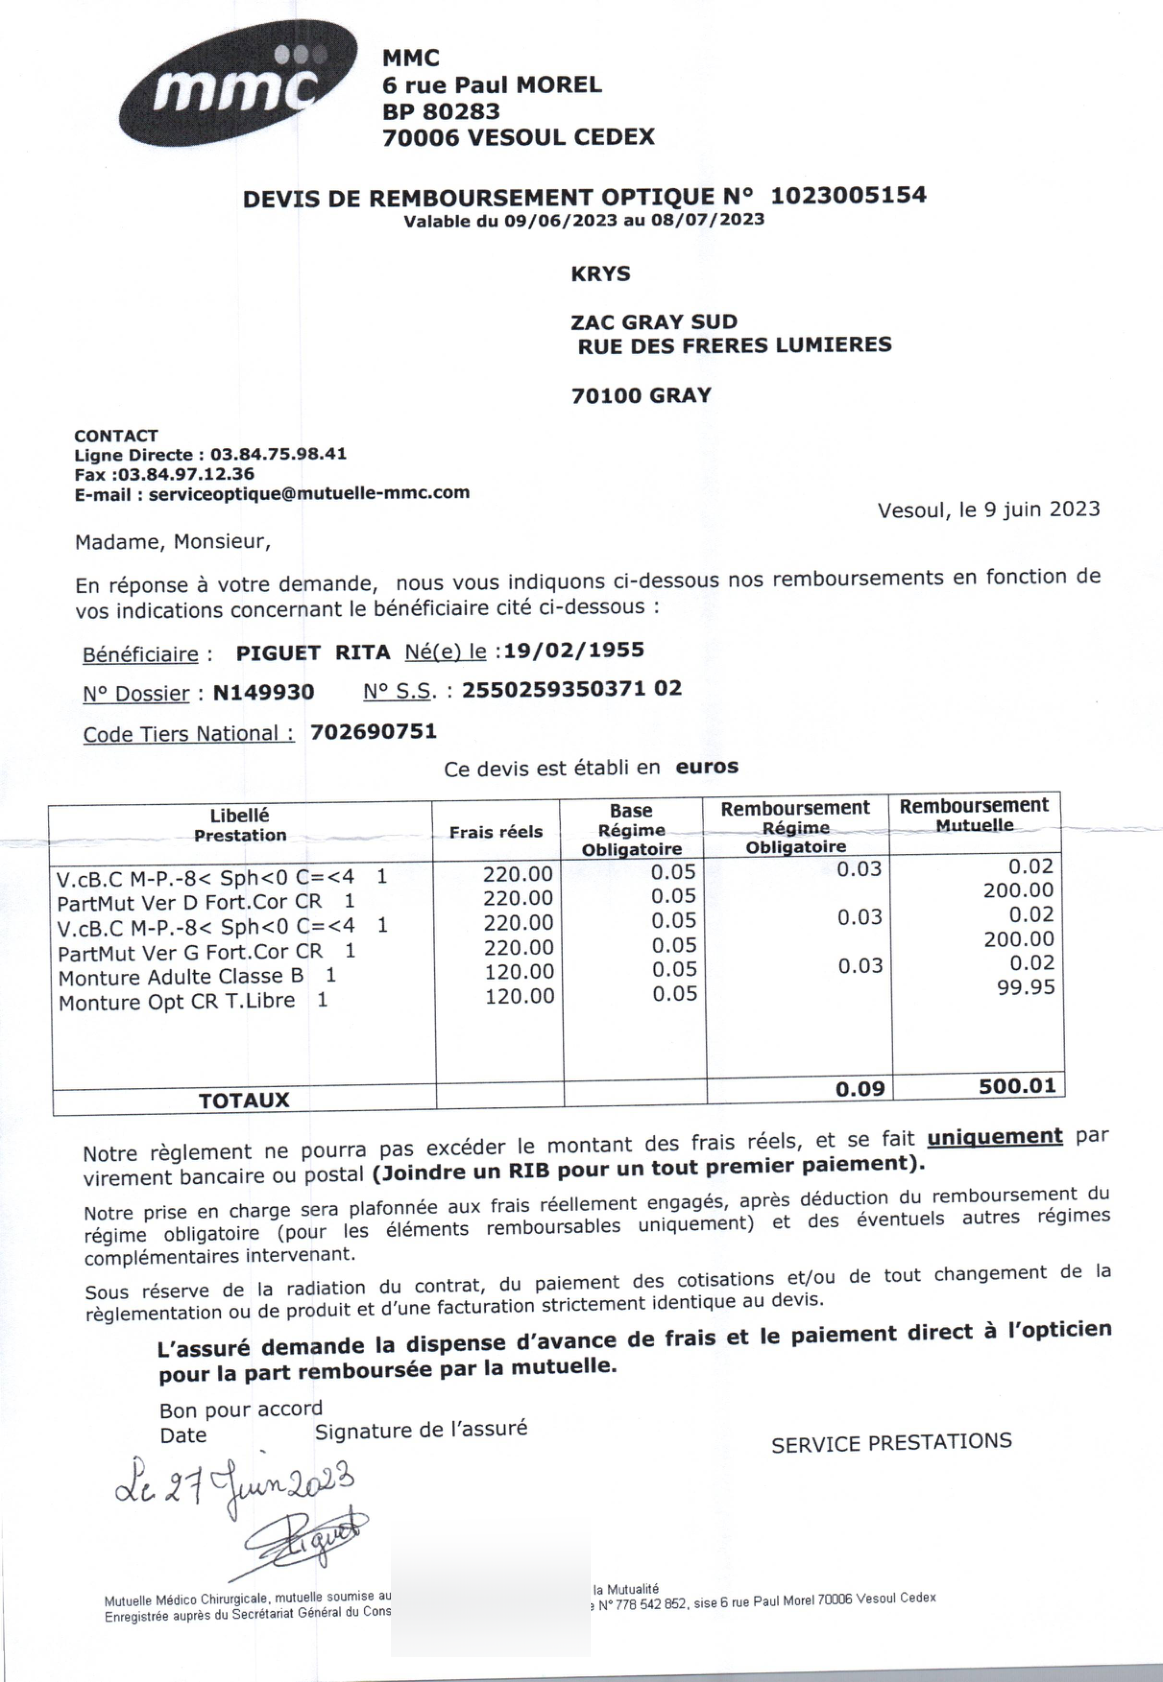 mmc
MMC
6 rue Paul MOREL
BP 80283
70006 VESOUL CEDEX
DEVIS DE REMBOURSEMENT OPTIQUE N° 1023005154
Valable du 09/06/2023 au 08/07/2023
KRYS
ZAC GRAY SUD
RUE DES FRERES LUMIERES
70100 GRAY
CONTACT
Ligne Directe : 03.84.75.98.41
Fax :03.84.97.12.36
E-mail : serviceoptique@mutuelle-mmc.com
Vesoul, le 9 juin 2023
Madame, Monsieur,
En réponse à votre demande, nous vous indiquons ci-dessous nos remboursements en fonction de
vos indications concernant le bénéficiaire cité ci-dessous :
Bénéficiaire : PIGUET RITA Né(e) le :19/02/1955
N° Dossier : N149930 N° S.S. : 2550259350371 02
Code Tiers National : 702690751
Ce devis est établi en euros
Libellé Prestation Frais réels Base Régime Obligatoire Remboursement Régime Obligatoire Remboursement Mutuelle
V.cB.C M-P.-8< Sph<0 C=<4 1 220.00 0.05 0.03 0.02
PartMut Ver D Fort.Cor CR 1 220.00 0.05 200.00
V.cB.C M-P.-8< Sph<0 C=<4 1 220.00 0.05 0.03 0.02
PartMut Ver G Fort.Cor CR 1 220.00 0.05 200.00
Monture Adulte Classe B 1 120.00 0.05 0.03 0.02
Monture Opt CR T.Libre 1 120.00 0.05 99.95
TOTAUX 0.09 500.01
Notre règlement ne pourra pas excéder le montant des frais réels, et se fait uniquement par
virement bancaire ou postal (Joindre un RIB pour un tout premier paiement).
Notre prise en charge sera plafonnée aux frais réellement engagés, après déduction du remboursement du
régime obligatoire (pour les éléments remboursables uniquement) et des éventuels autres régimes
complémentaires intervenant.
Sous réserve de la radiation du contrat, du paiement des cotisations et/ou de tout changement de la
règlementation ou de produit et d'une facturation strictement identique au devis.
L'assuré demande la dispense d'avance de frais et le paiement direct à l'opticien
pour la part remboursée par la mutuelle.
Bon pour accord
Date Signature de l'assuré
SERVICE PRESTATIONS
Le 27 Juin 2023
Piguet
Mutuelle Médico Chirurgicale, mutuelle soumise au la Mutualité
Enregistrée auprès du Secrétariat Général du Cons N° 778 542 852, sise 6 rue Paul Morel 70006 Vesoul Cedex